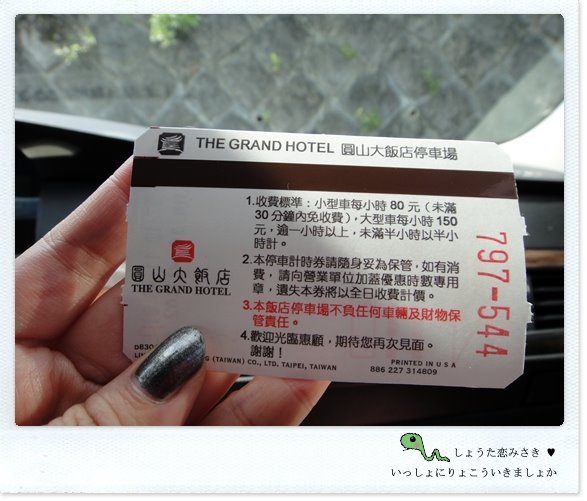 THE GRAND HOTEL 圓山大飯店停車場
1.收費標準：小型車每小時 80 元（未滿
30 分鐘內免收費），大型車每小時 150
元，逾一小時以上，未滿半小時以半小
時計。
2.本停車計時券請隨身妥為保管，如有消
費，請向營業單位加蓋優惠時數專用
章，遺失本券將以全日收費計價。
3.本飯店停車場不負任何車輛及財物保
管責任。
4.歡迎光臨惠顧，期待您再次見面。
謝謝！
圓山大飯店
THE GRAND HOTEL
797-544
(TAIWAN) CO., LTD. TAIPEI, TAIWAN
PRINTED IN U S A
886 227 314809
しょうた恋みさき ♥
いっしょにりょこういきましょか